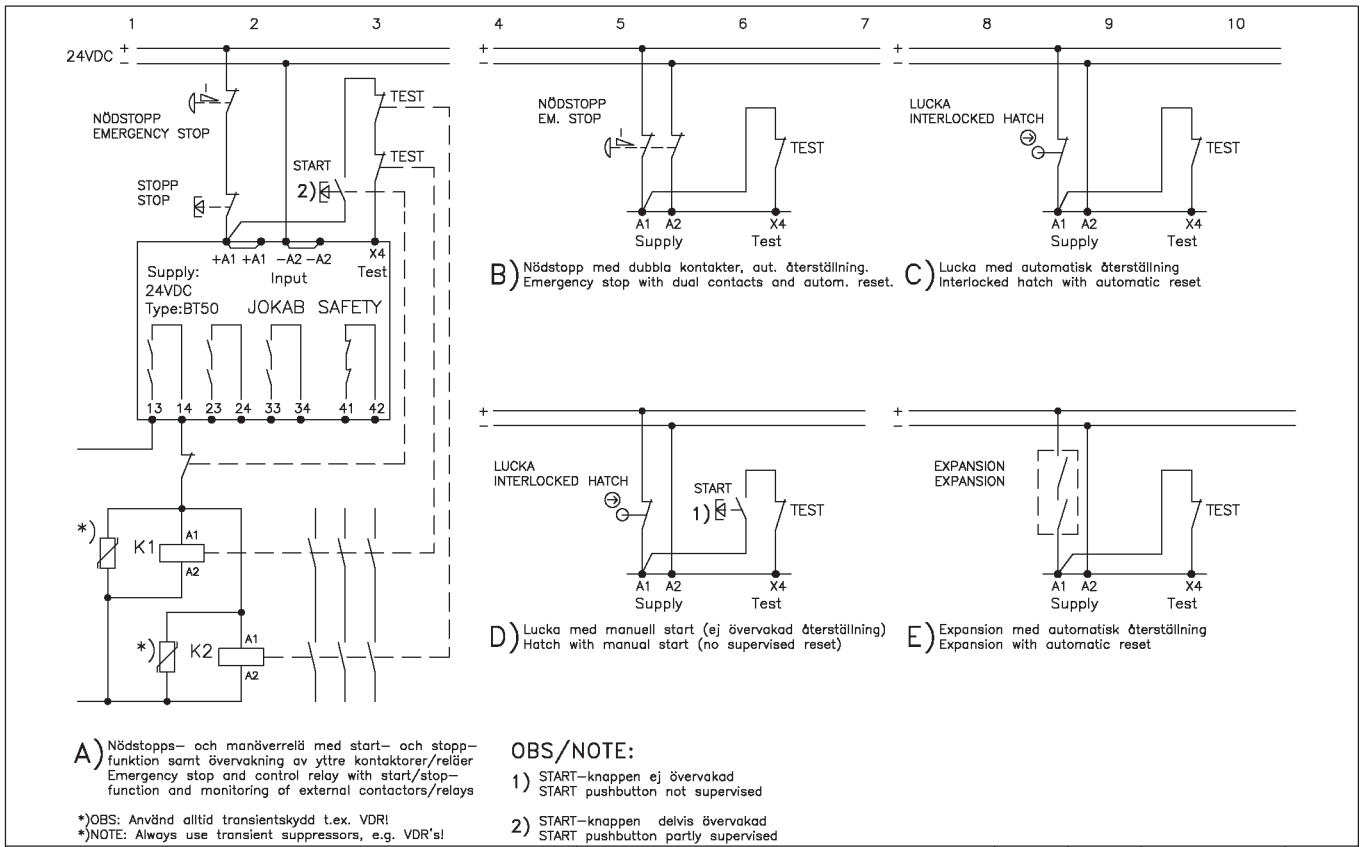 1 2 3 4 5 6 7 8 9 10
24VDC + −
NÖDSTOPP
EMERGENCY STOP
TEST
TEST
STOPP
STOP
START
2)
+A1 +A1 −A2 −A2 X4
Input Test
Supply:
24VDC
Type:BT50 JOKAB SAFETY
13 14 23 24 33 34 41 42
*)
K1
A1
A2
*)
K2
A1
A2
A) Nödstopps− och manöverrelä med start− och stopp−
funktion samt övervakning av yttre kontaktorer/reläer
Emergency stop and control relay with start/stop−
function and monitoring of external contactors/relays
*)OBS: Använd alltid transientskydd t.ex. VDR!
*)NOTE: Always use transient suppressors, e.g. VDR's!
+
−
NÖDSTOPP
EM. STOP
TEST
A1 A2 X4
Supply Test
B) Nödstopp med dubbla kontakter, aut. återställning.
Emergency stop with dual contacts and autom. reset.
+
−
LUCKA
INTERLOCKED HATCH
TEST
A1 A2 X4
Supply Test
C) Lucka med automatisk återställning
Interlocked hatch with automatic reset
+
−
LUCKA
INTERLOCKED HATCH
START
1)
TEST
A1 A2 X4
Supply Test
D) Lucka med manuell start (ej övervakad återställning)
Hatch with manual start (no supervised reset)
+
−
EXPANSION
EXPANSION
TEST
A1 A2 X4
Supply Test
E) Expansion med automatisk återställning
Expansion with automatic reset
OBS/NOTE:
1) START−knappen ej övervakad
START pushbutton not supervised
2) START−knappen delvis övervakad
START pushbutton partly supervised